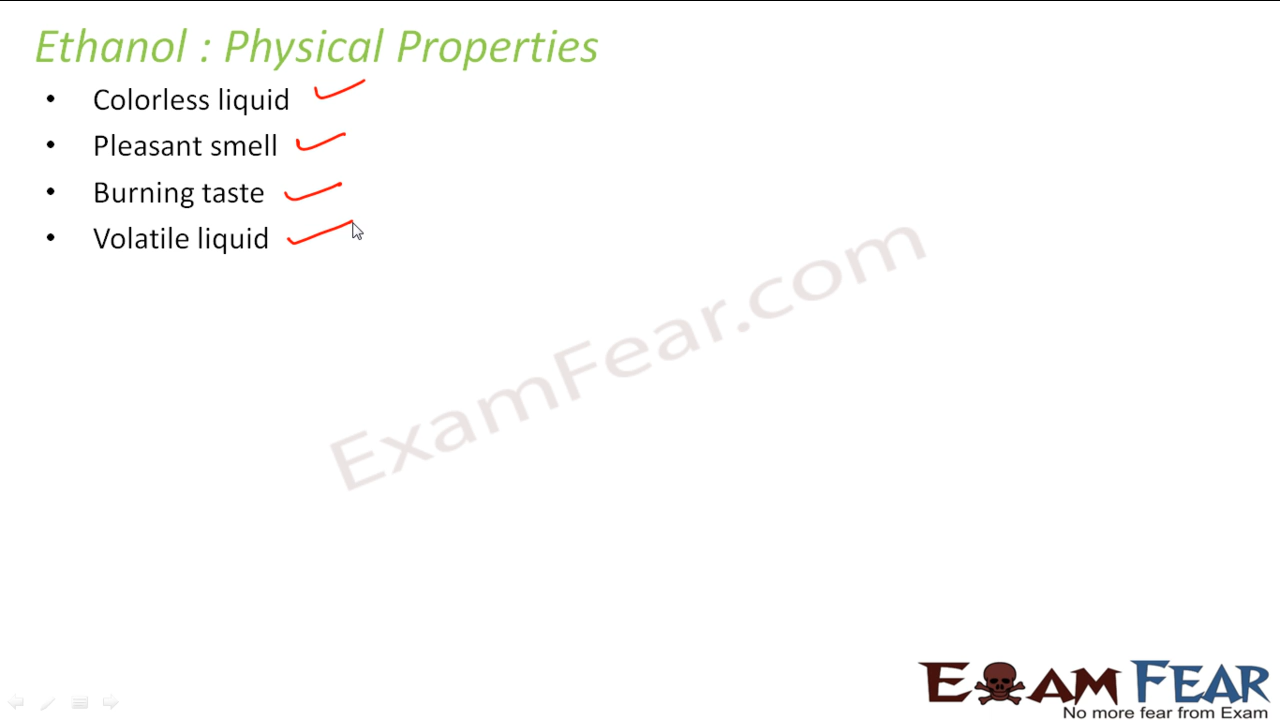 Ethanol : Physical Properties
• Colorless liquid
• Pleasant smell
• Burning taste
• Volatile liquid
ExamFear.com
EXAM FEAR
No more fear from Exam